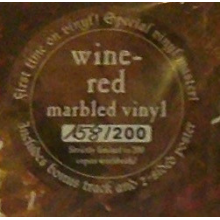 First time on vinyl! Special vinyl master!
wine-
red
marbled vinyl
158/200
Strictly limited to 200
copies worldwide!
Includes bonus track and 2-sided poster